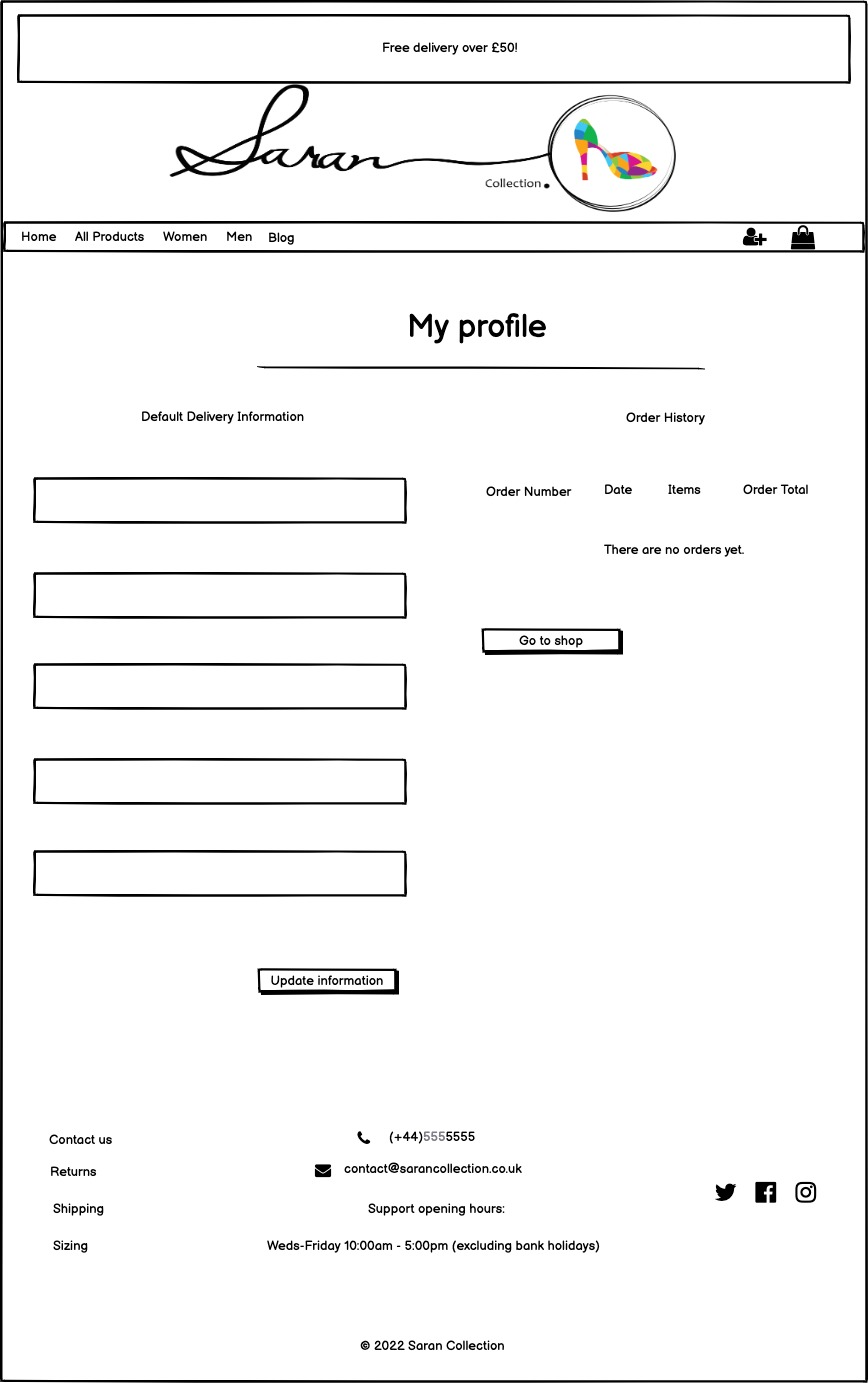 Free delivery over £50!
Saran
Collection.
Home All Products Women Men Blog
My profile
Default Delivery Information
Order History
Order Number Date Items Order Total
There are no orders yet.
Go to shop
Update information
Contact us
Returns
Shipping
Sizing
(+44)5555555
contact@sarancollection.co.uk
Support opening hours:
Weds-Friday 10:00am - 5:00pm (excluding bank holidays)
© 2022 Saran Collection